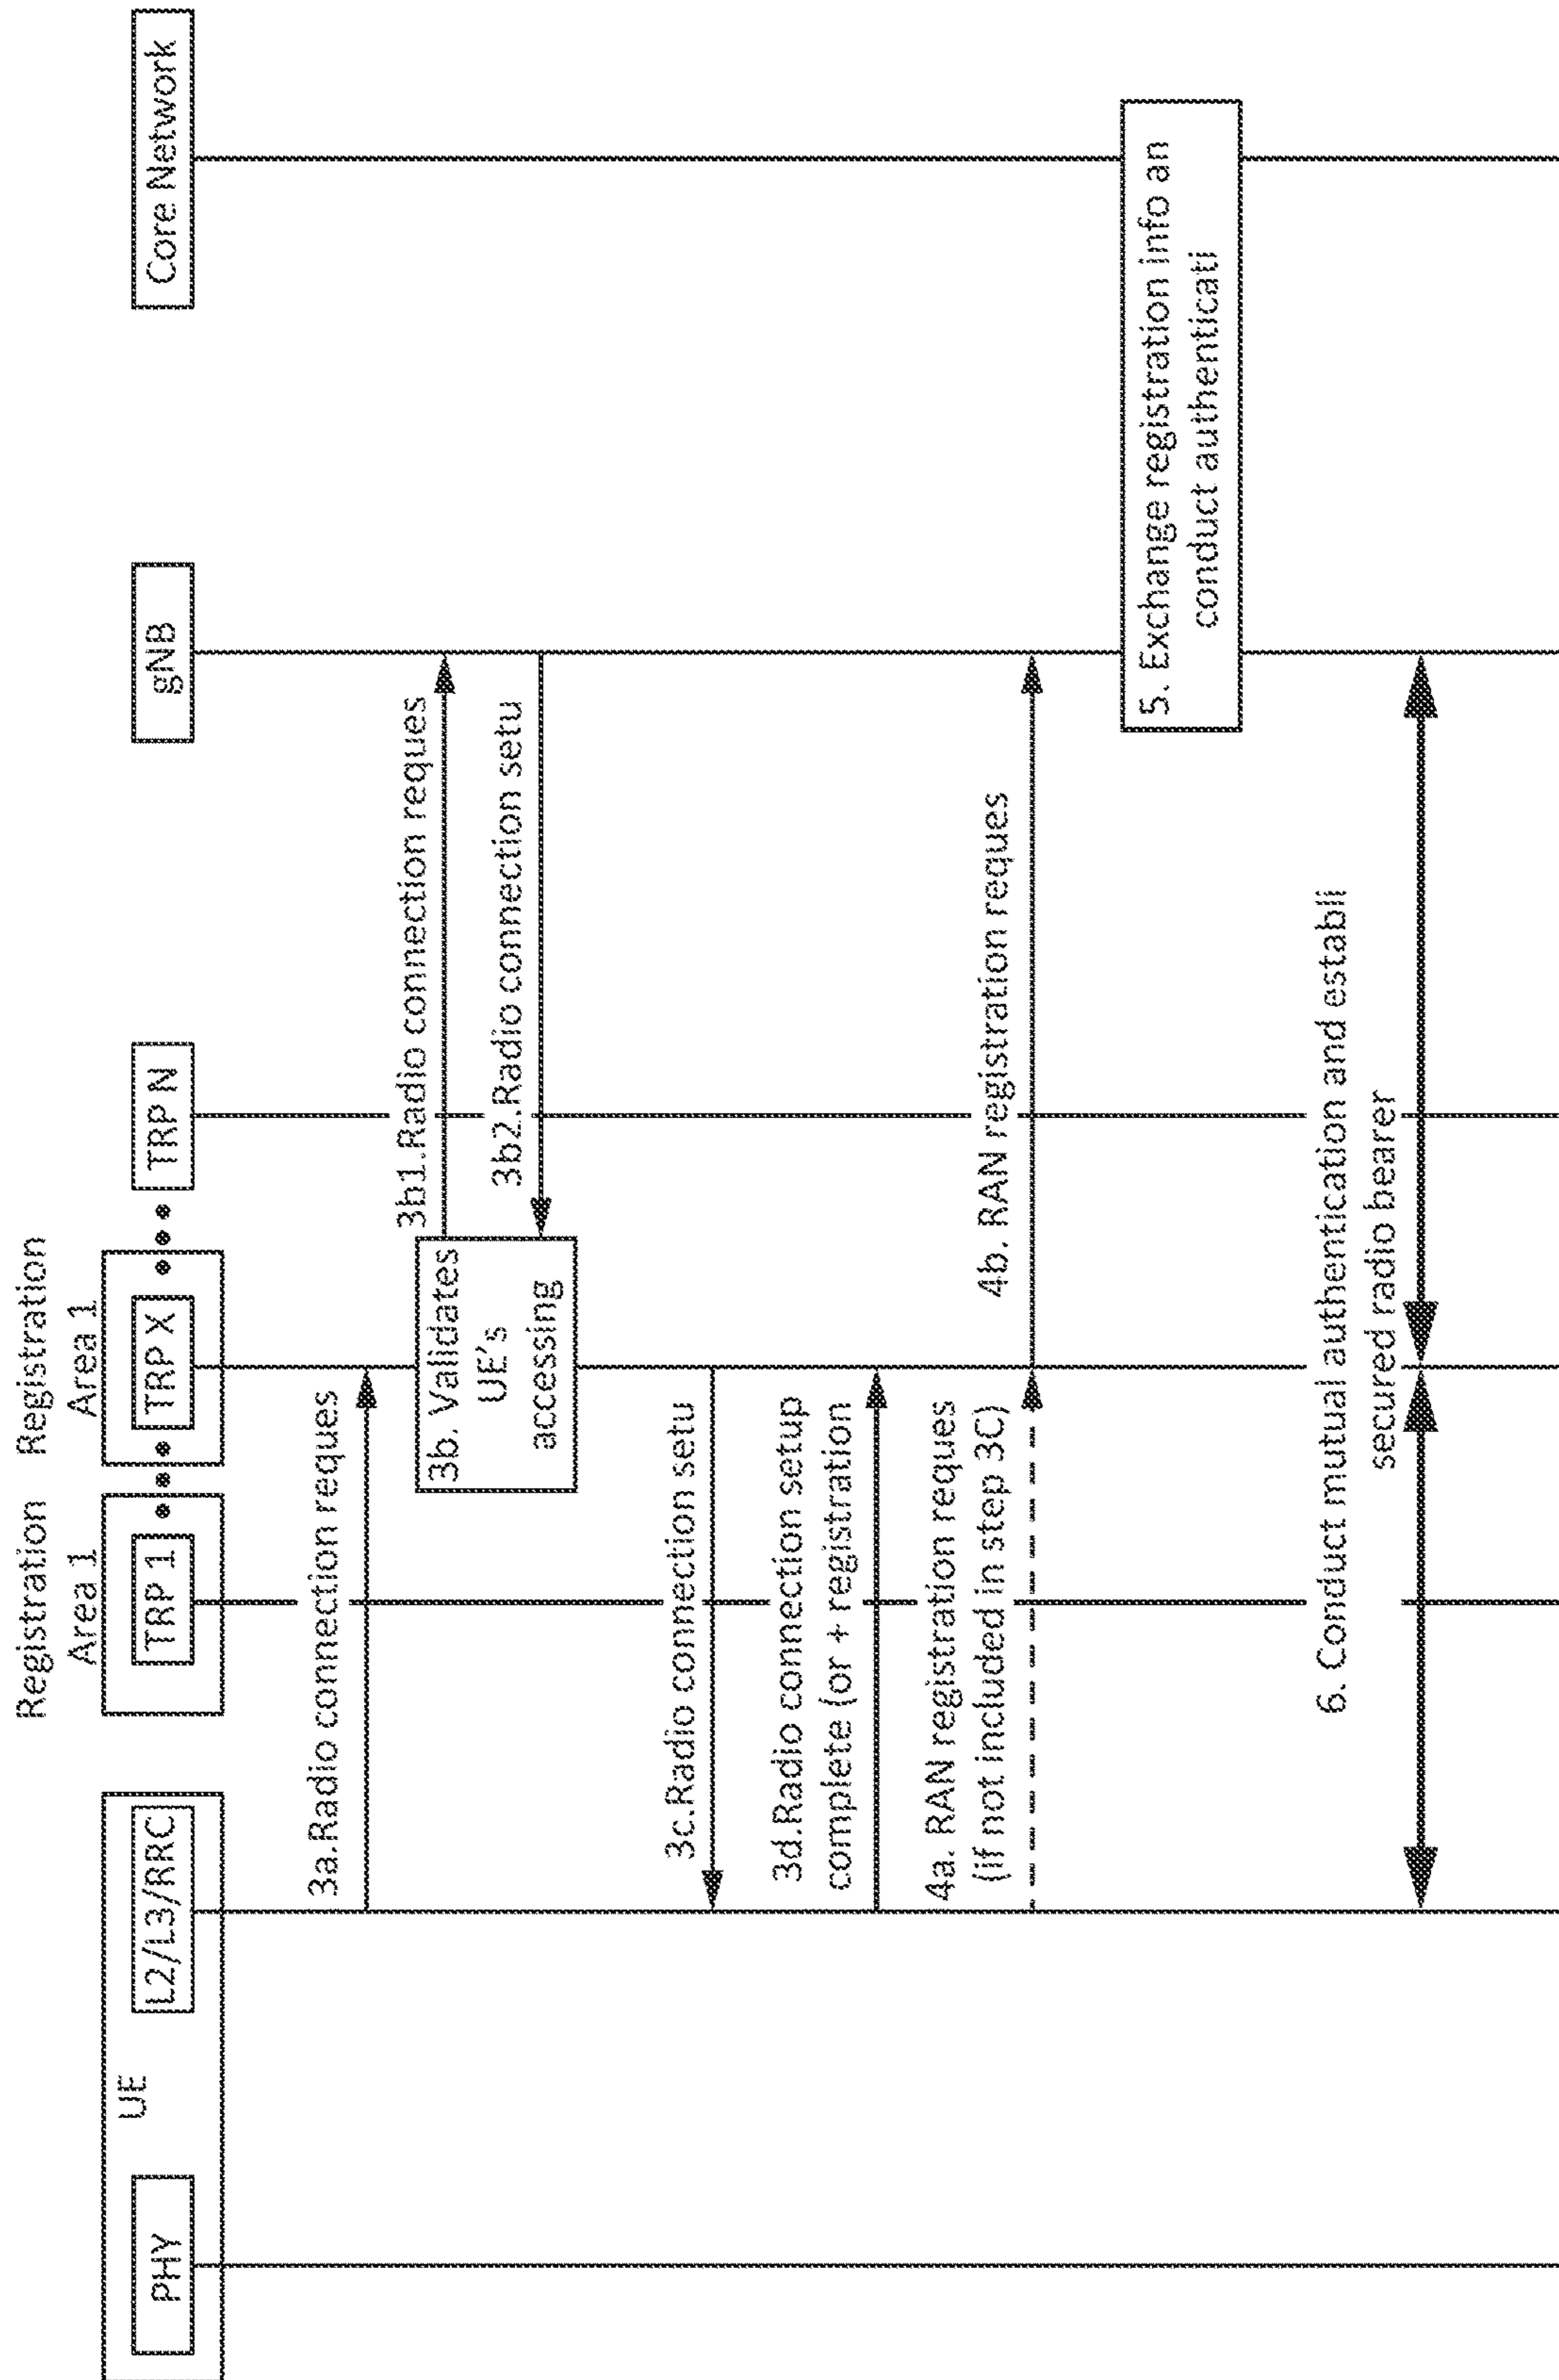 UE
PHY
L2/L3/RRC
Registration
Area 1
TRP 1
Registration
Area 1
TRP X
TRP N
gNB
Core Network
3a.Radio connection reques
3b. Validates
UE's
accessing
3b1.Radio connection reques
3b2.Radio connection setu
3c.Radio connection setu
3d.Radio connection setup
complete (or + registration
4a. RAN registration reques
(if not included in step 3C)
4b. RAN registration reques
5. Exchange registration info an
conduct authenticati
6. Conduct mutual authentication and establi
secured radio bearer